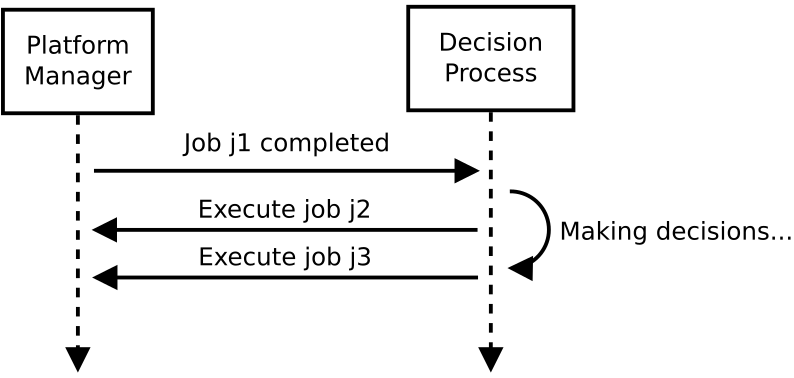 Platform
Manager
Decision
Process
Job j1 completed
Execute job j2
Making decisions...
Execute job j3